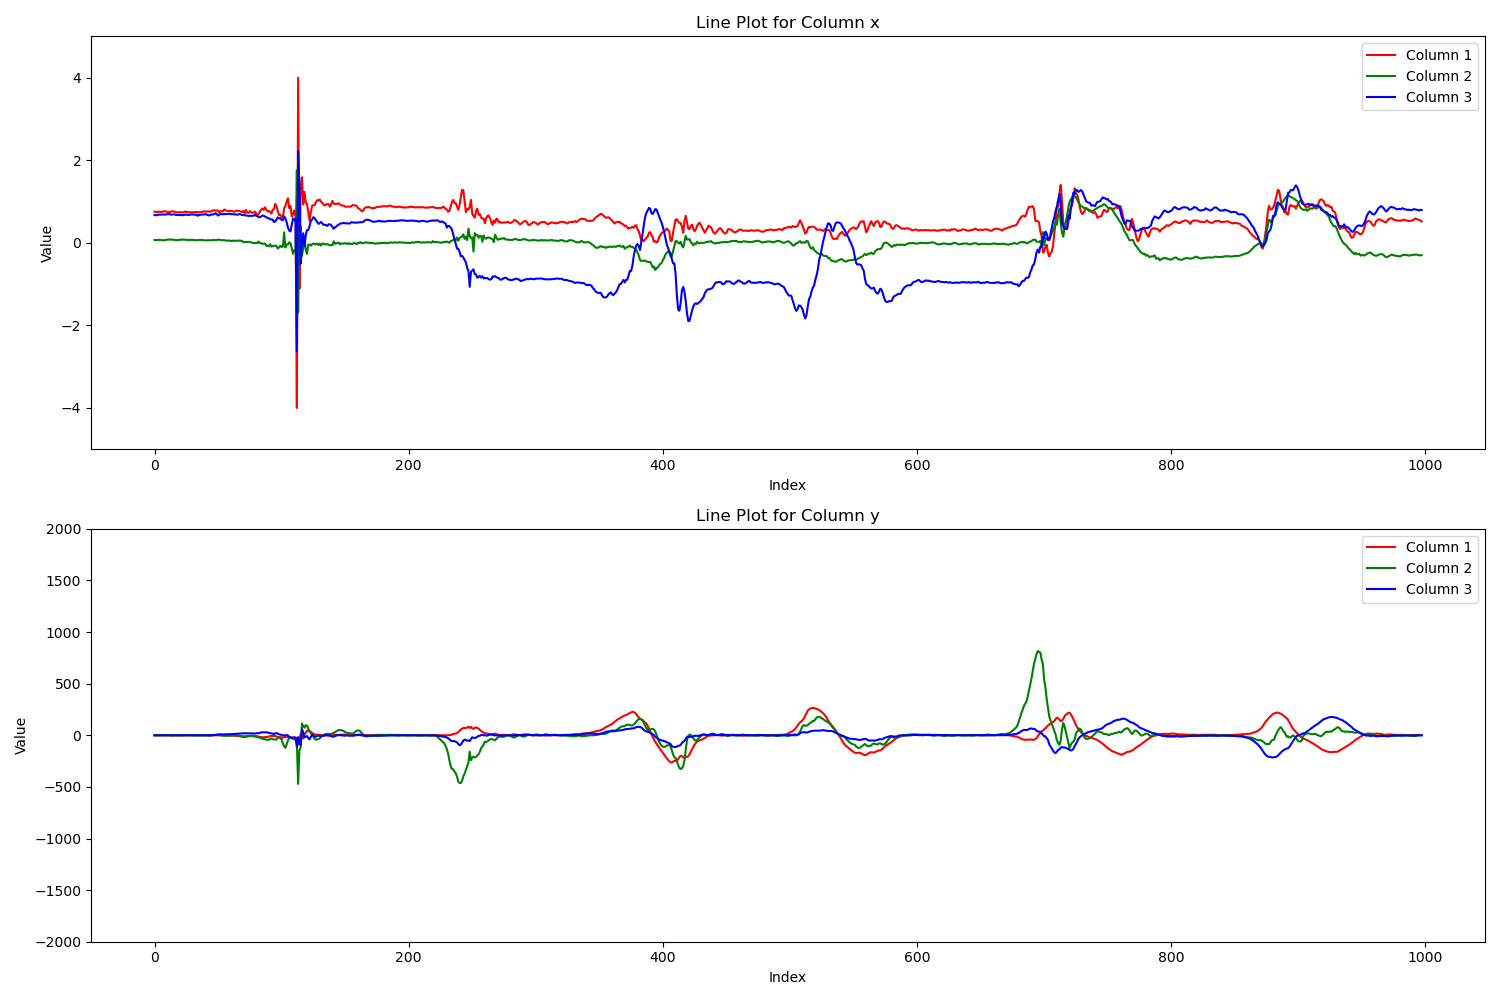 Line Plot for Column x
Column 1
Column 2
Column 3
Value
4
2
0
−2
−4
0 200 400 600 800 1000
Index
Line Plot for Column y
Column 1
Column 2
Column 3
Value
2000
1500
1000
500
0
−500
−1000
−1500
−2000
0 200 400 600 800 1000
Index